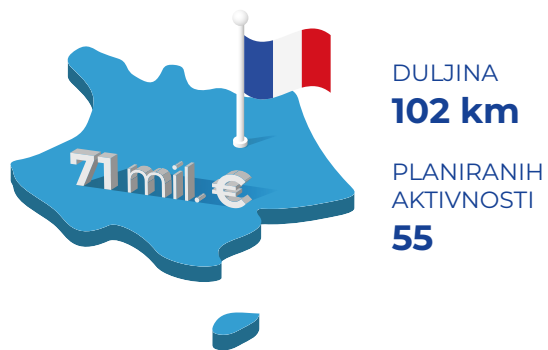 71 mil. €
DULJINA
102 km
PLANIRANIH
AKTIVNOSTI
55